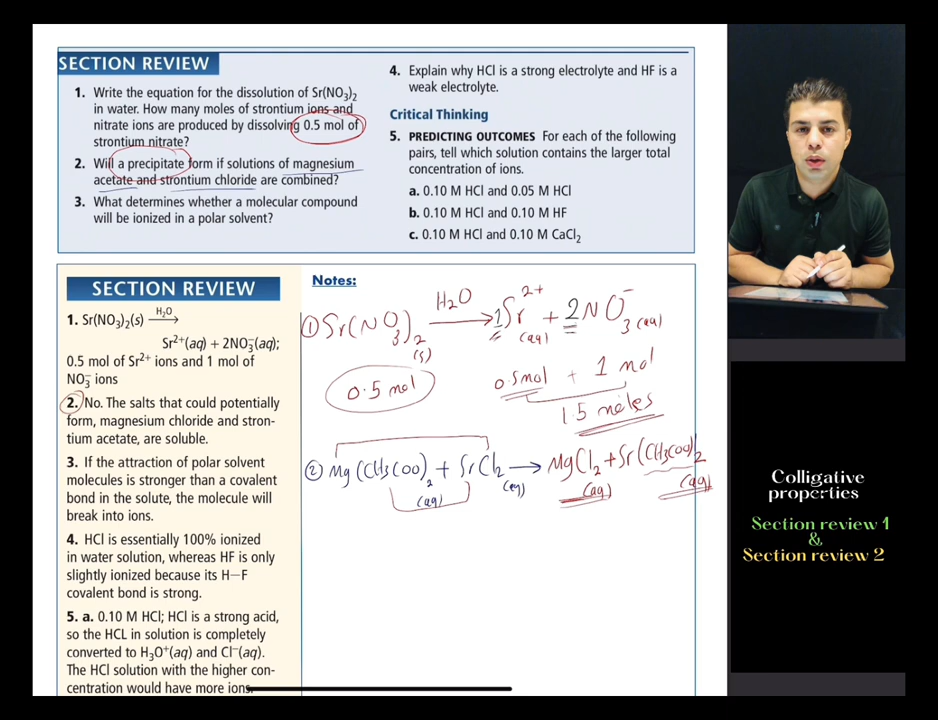 SECTION REVIEW
1. Write the equation for the dissolution of Sr(NO₃)₂
in water. How many moles of strontium ions and
nitrate ions are produced by dissolving 0.5 mol of
strontium nitrate?
2. Will a precipitate form if solutions of magnesium
acetate and strontium chloride are combined?
3. What determines whether a molecular compound
will be ionized in a polar solvent?
4. Explain why HCl is a strong electrolyte and HF is a
weak electrolyte.
Critical Thinking
5. PREDICTING OUTCOMES For each of the following
pairs, tell which solution contains the larger total
concentration of ions.
a. 0.10 M HCl and 0.05 M HCl
b. 0.10 M HCl and 0.10 M HF
c. 0.10 M HCl and 0.10 M CaCl₂
SECTION REVIEW
1. Sr(NO₃)₂(s) —H₂O→
Sr²⁺(aq) + 2NO₃⁻(aq);
0.5 mol of Sr²⁺ ions and 1 mol of
NO₃⁻ ions
2. No. The salts that could potentially
form, magnesium chloride and stron-
tium acetate, are soluble.
3. If the attraction of polar solvent
molecules is stronger than a covalent
bond in the solute, the molecule will
break into ions.
4. HCl is essentially 100% ionized
in water solution, whereas HF is only
slightly ionized because its H—F
covalent bond is strong.
5. a. 0.10 M HCl; HCl is a strong acid,
so the HCL in solution is completely
converted to H₃O⁺(aq) and Cl⁻(aq).
The HCl solution with the higher con-
centration would have more ions.
Notes:
① Sr(NO₃)₂ (s) —H₂O→ 1Sr²⁺ (aq) + 2NO₃⁻ (aq)
0.5 mol
0.5mol + 1 mol
1.5 moles
② Mg(CH₃COO)₂ (aq) + SrCl₂ (aq) → MgCl₂ (aq) + Sr(CH₃COO)₂ (aq)
Colligative
properties
Section review 1
&
Section review 2